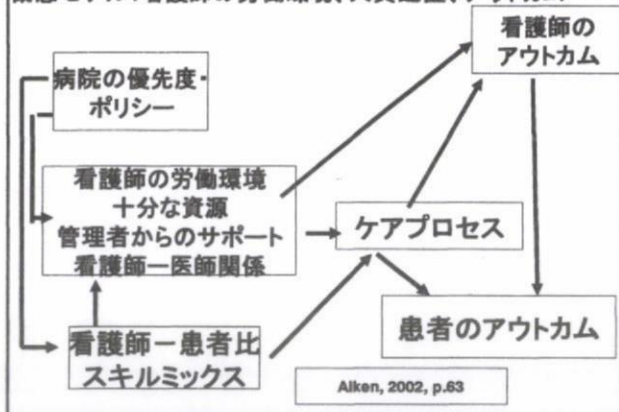 看護師の
アウトカム
病院の優先度・
ポリシー
看護師の労働環境
十分な資源
管理者からのサポート
看護師ー医師関係
ケアプロセス
患者のアウトカム
看護師ー患者比
スキルミックス
Aiken, 2002, p.63